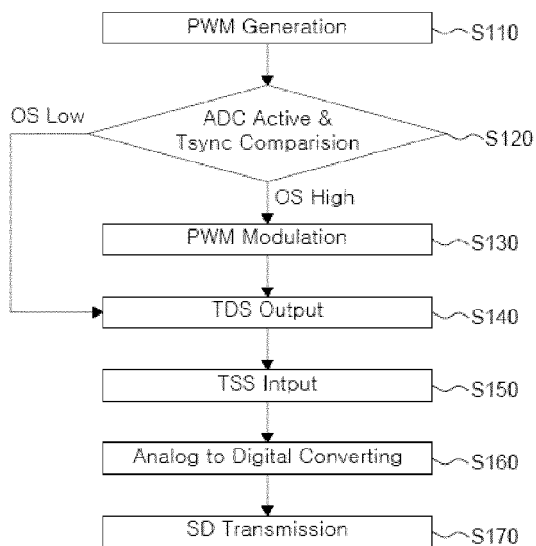 PWM Generation
S110
OS Low
ADC Active &
Tsync Comparision
S120
OS High
PWM Modulation
S130
TDS Output
S140
TSS Intput
S150
Analog to Digital Converting
S160
SD Transmission
S170